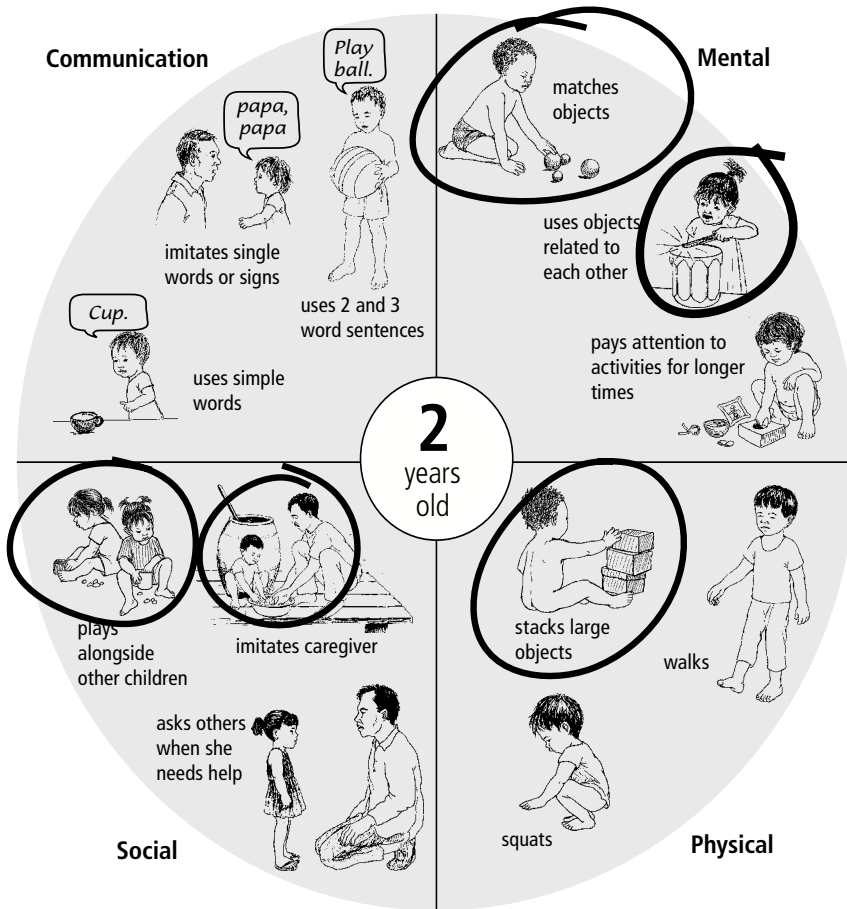 Communication
Play
ball.
papa,
papa
imitates single
words or signs
uses 2 and 3
word sentences
Cup.
uses simple
words
Mental
matches
objects
uses objects
related to
each other
pays attention to
activities for longer
times
2
years
old
plays
alongside
other children
imitates caregiver
asks others
when she
needs help
Social
stacks large
objects
walks
squats
Physical